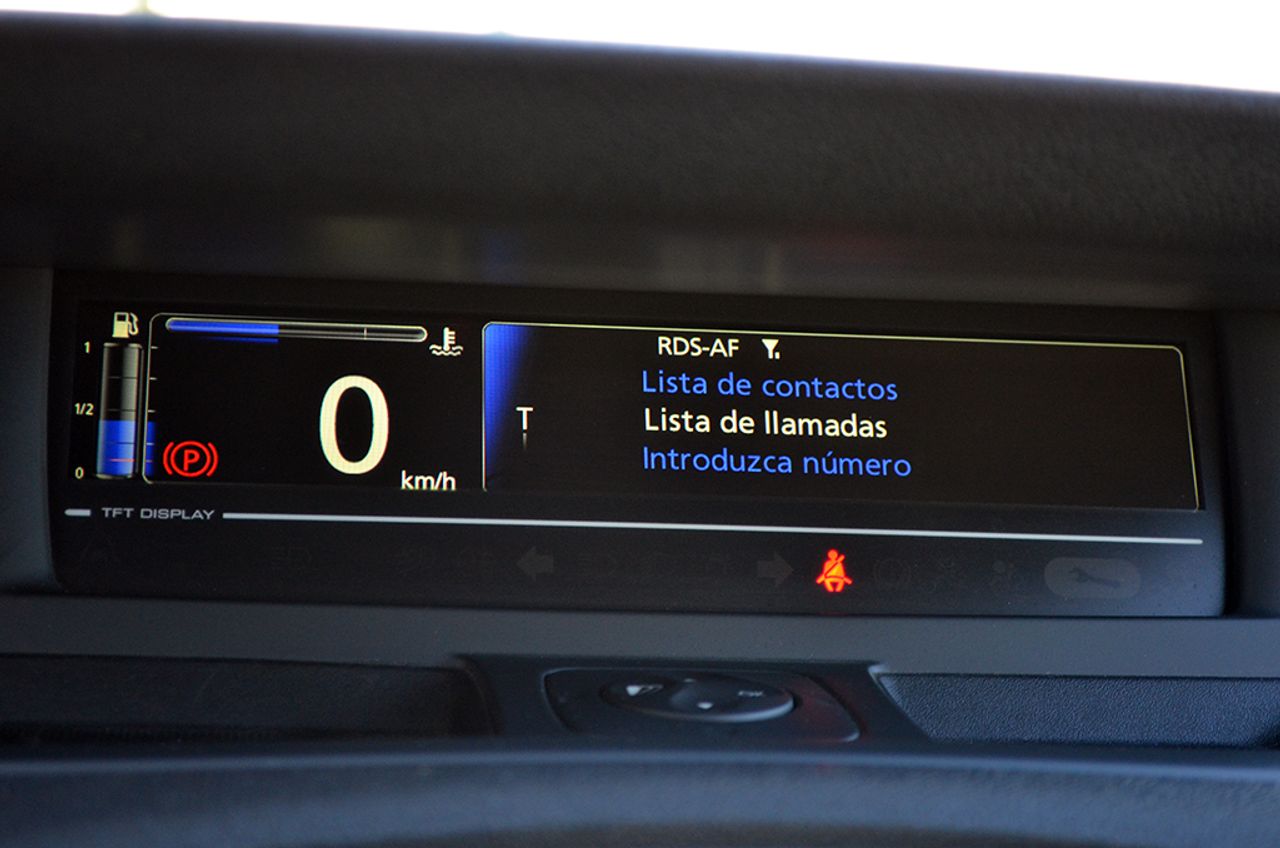 1
1/2
0
P
0
km/h
T
RDS-AF
Lista de contactos
Lista de llamadas
Introduzca número
TFT DISPLAY